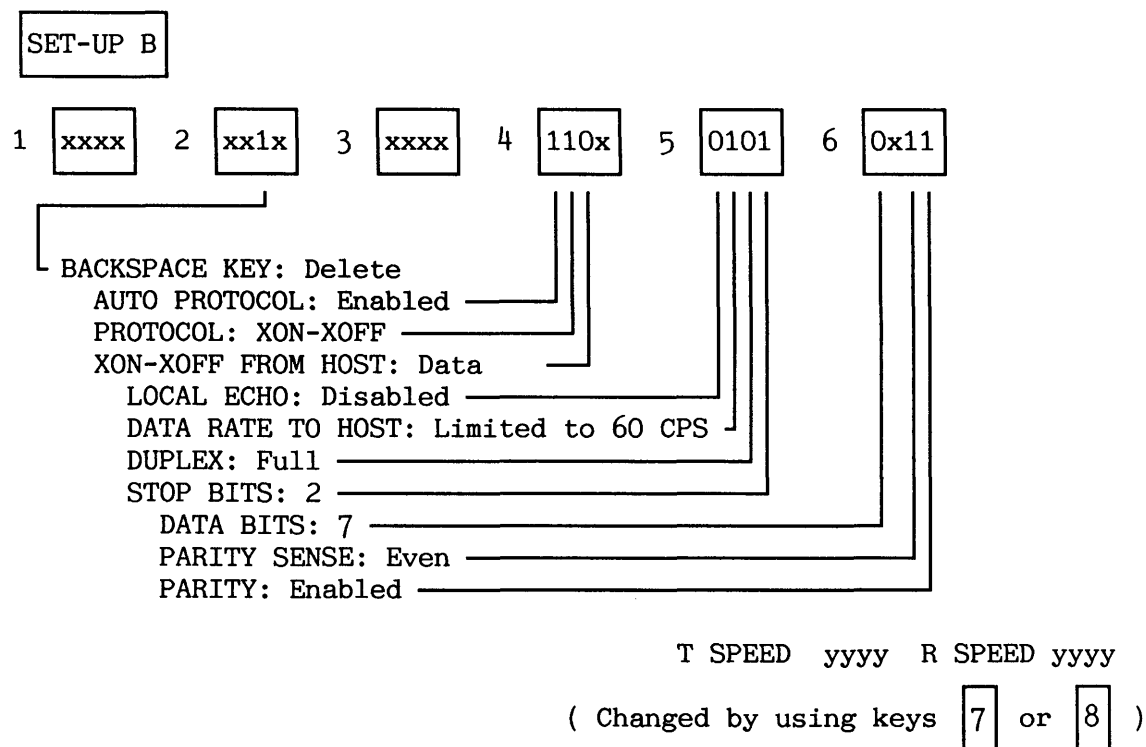 SET-UP B
1 xxxx 2 xx1x 3 xxxx 4 110x 5 0101 6 0x11
BACKSPACE KEY: Delete
AUTO PROTOCOL: Enabled
PROTOCOL: XON-XOFF
XON-XOFF FROM HOST: Data
LOCAL ECHO: Disabled
DATA RATE TO HOST: Limited to 60 CPS
DUPLEX: Full
STOP BITS: 2
DATA BITS: 7
PARITY SENSE: Even
PARITY: Enabled
T SPEED yyyy R SPEED yyyy
( Changed by using keys 7 or 8 )